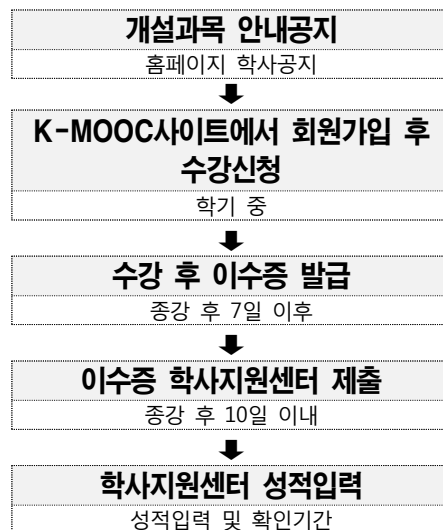 개설과목 안내공지
홈페이지 학사공지
K-MOOC사이트에서 회원가입 후
수강신청
학기 중
수강 후 이수증 발급
종강 후 7일 이후
이수증 학사지원센터 제출
종강 후 10일 이내
학사지원센터 성적입력
성적입력 및 확인기간